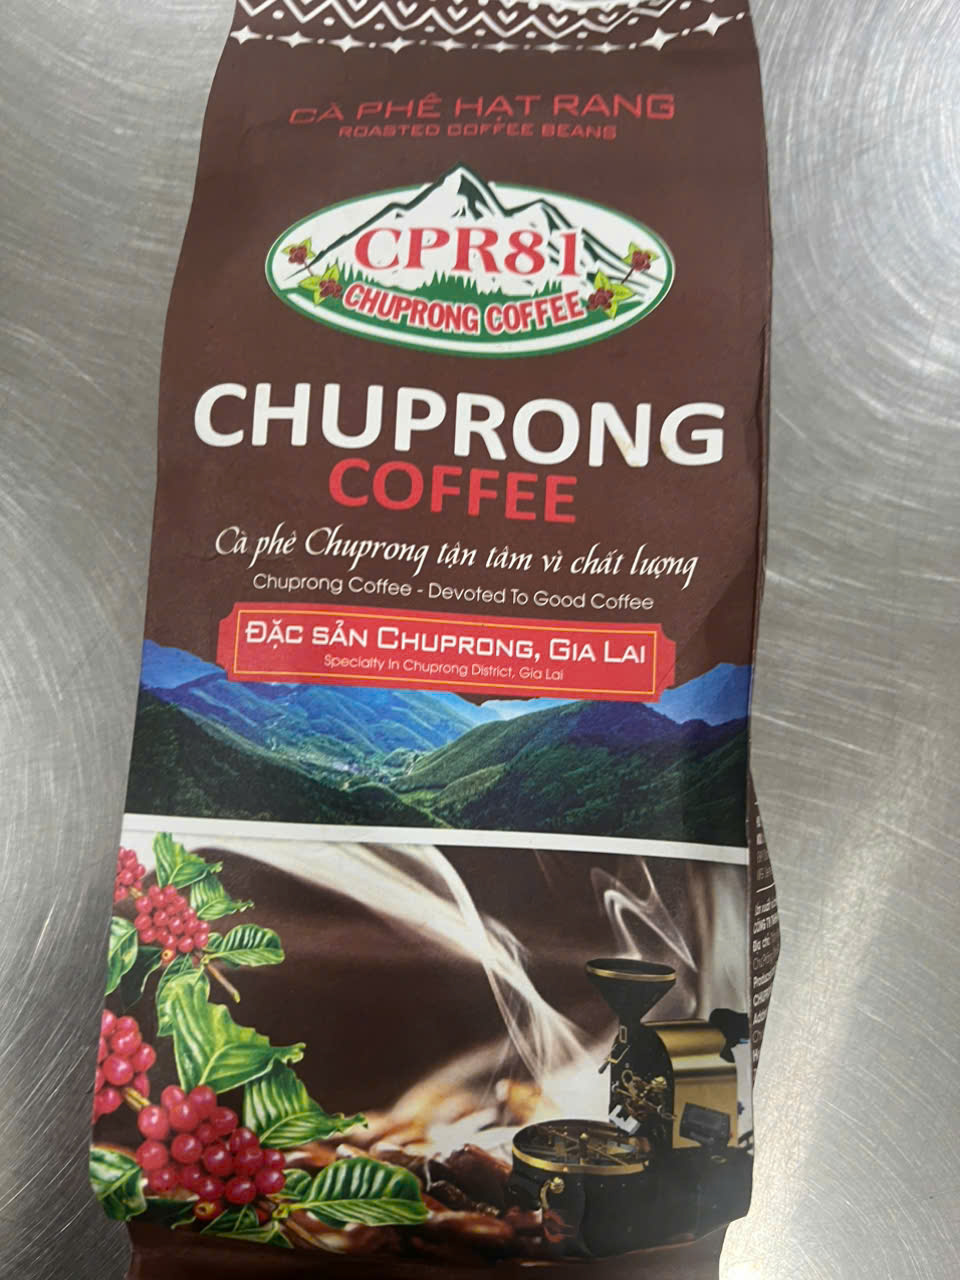 CÀ PHÊ HẠT RANG
ROASTED COFFEE BEANS
CPR81
CHUPRONG COFFEE
CHUPRONG
COFFEE
Cà phê Chuprong tận tâm vì chất lượng
Chuprong Coffee - Devoted To Good Coffee
ĐẶC SẢN CHUPRONG, GIA LAI
Specialty In Chuprong District, Gia Lai